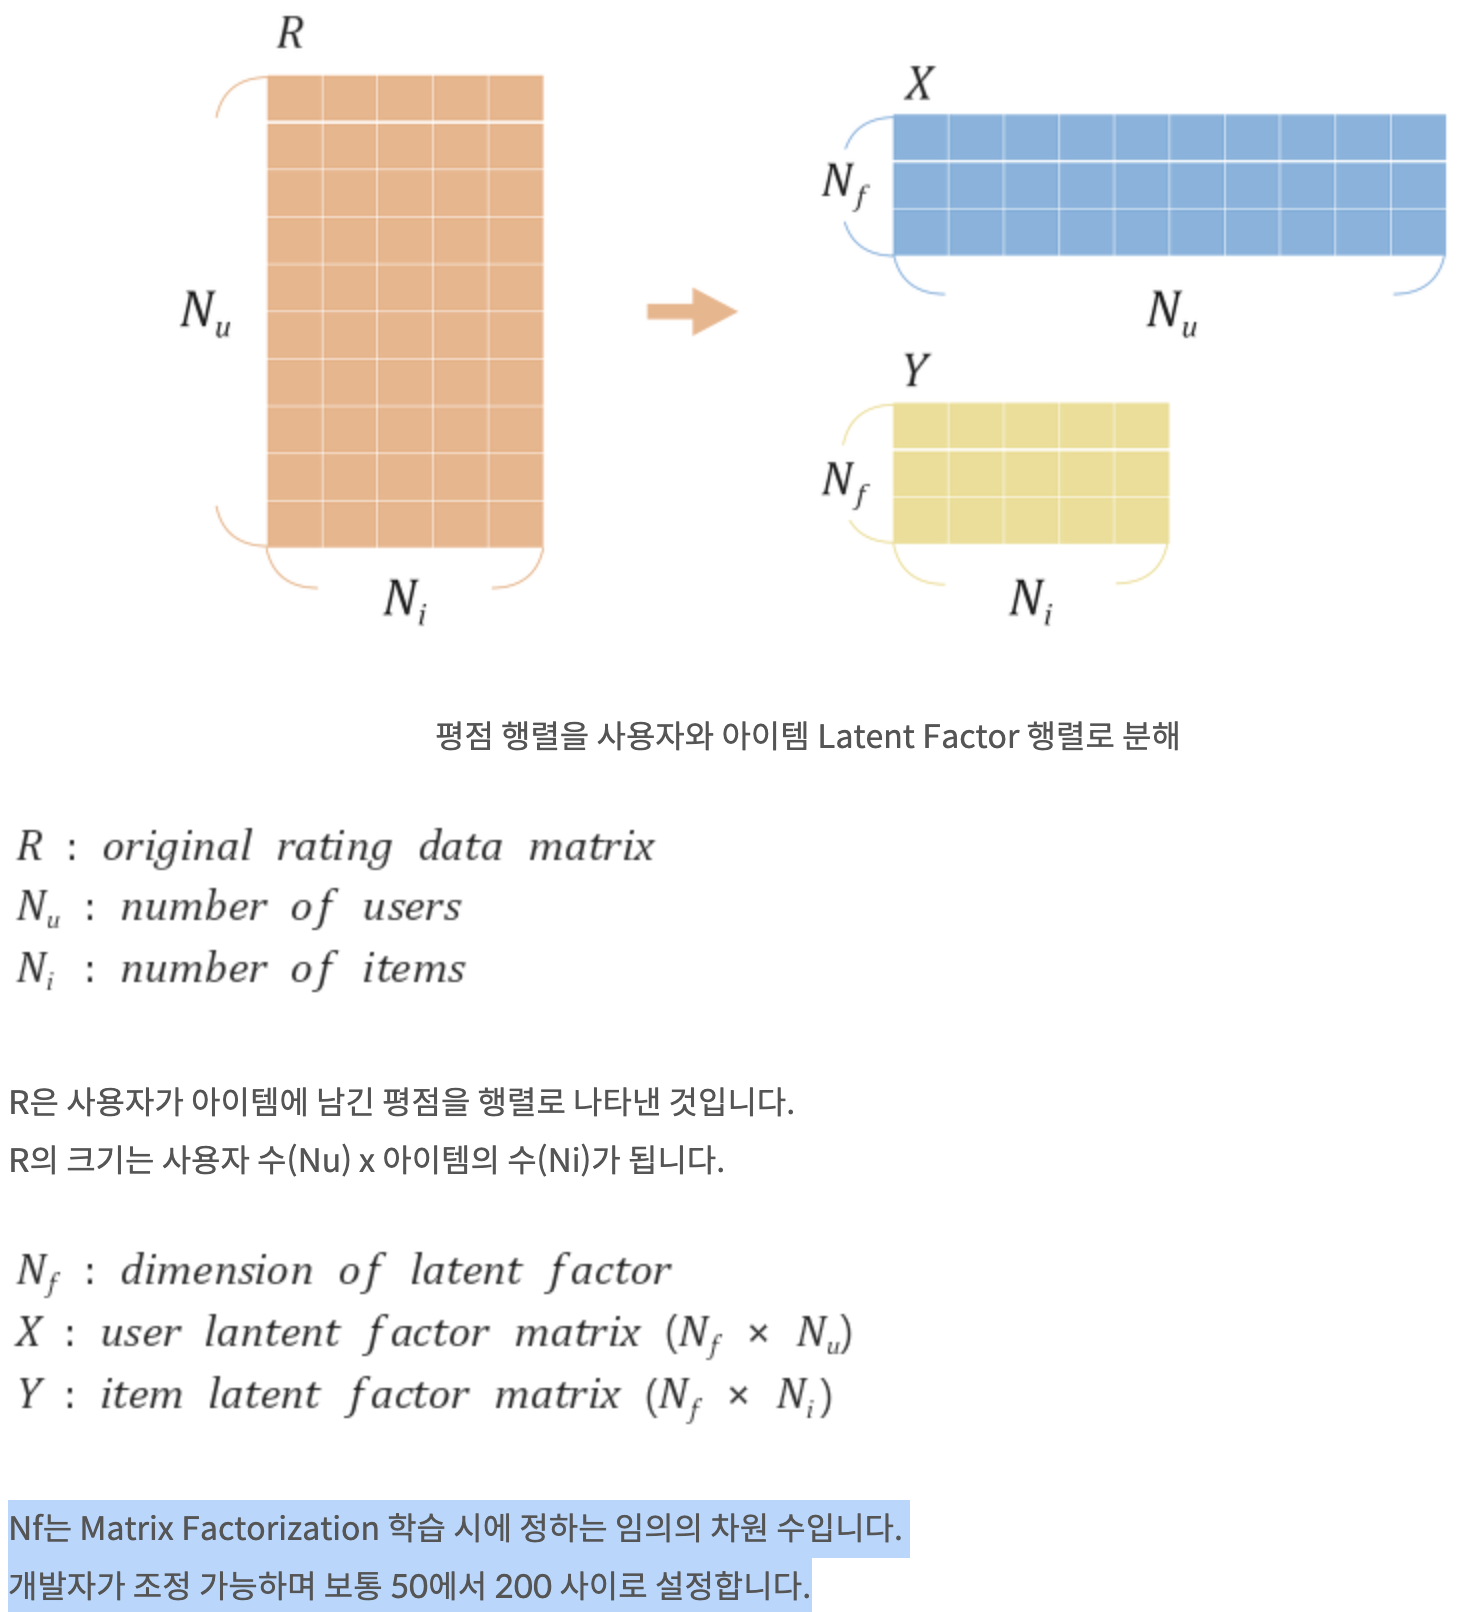 R
X
N_f
N_u
N_u
Y
N_f
N_i
N_i
평점 행렬을 사용자와 아이템 Latent Factor 행렬로 분해
R : original rating data matrix
N_u : number of users
N_i : number of items
R은 사용자가 아이템에 남긴 평점을 행렬로 나타낸 것입니다.
R의 크기는 사용자 수(Nu) x 아이템의 수(Ni)가 됩니다.
N_f : dimension of latent factor
X : user lantent factor matrix (N_f × N_u)
Y : item latent factor matrix (N_f × N_i)
Nf는 Matrix Factorization 학습 시에 정하는 임의의 차원 수입니다.
개발자가 조정 가능하며 보통 50에서 200 사이로 설정합니다.